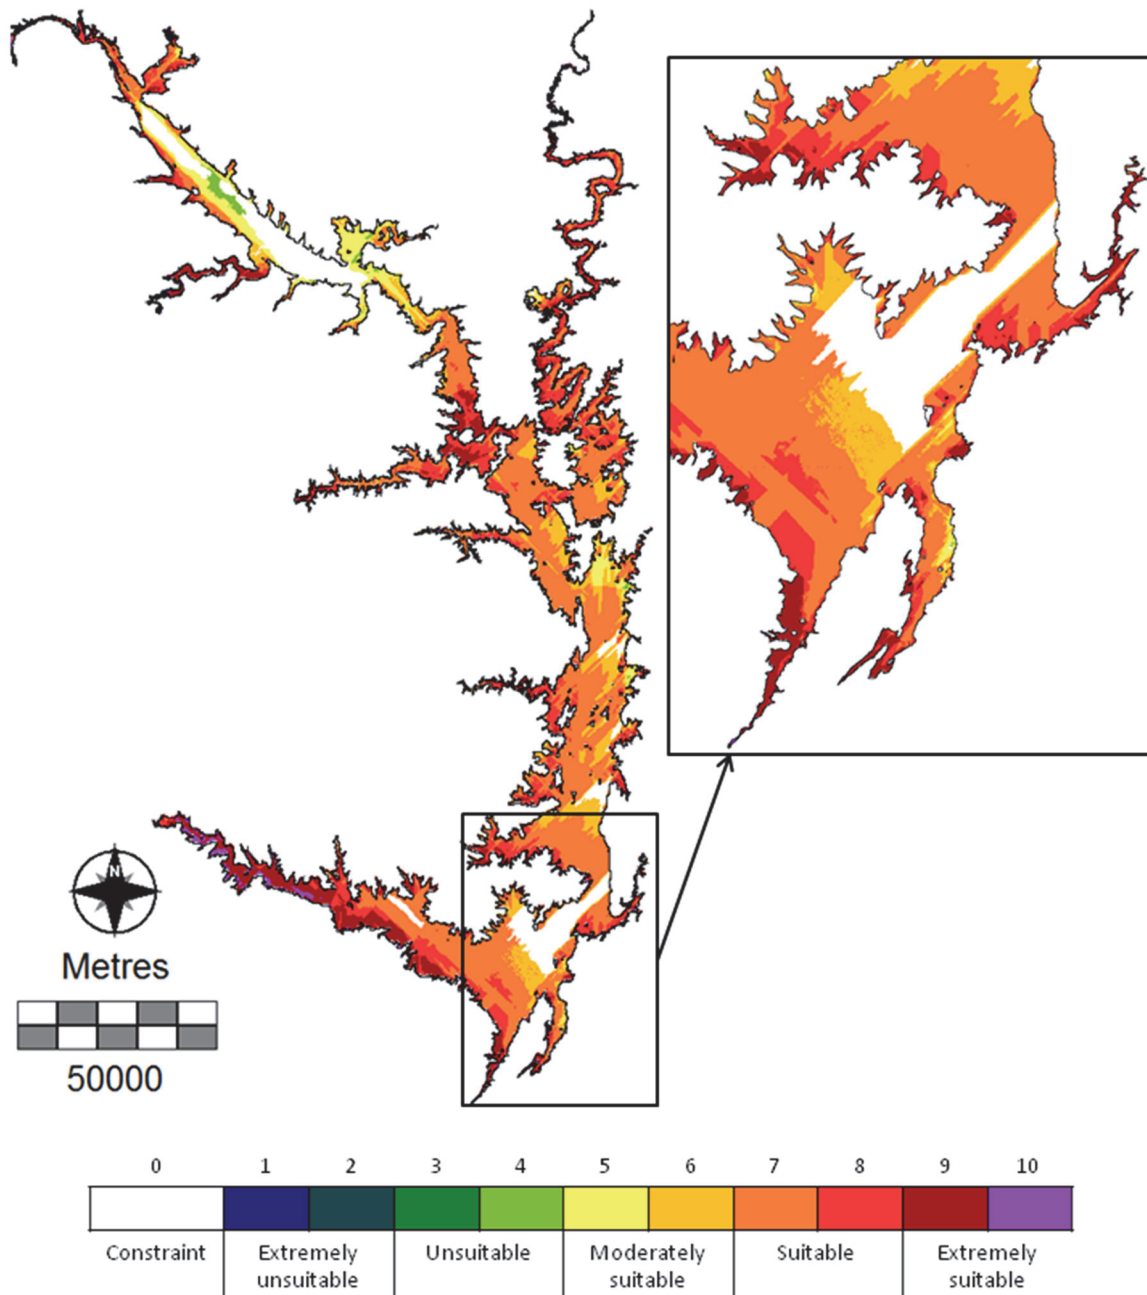 N
Metres
50000
0 1 2 3 4 5 6 7 8 9 10
Constraint Extremely unsuitable Unsuitable Moderately suitable Suitable Extremely suitable